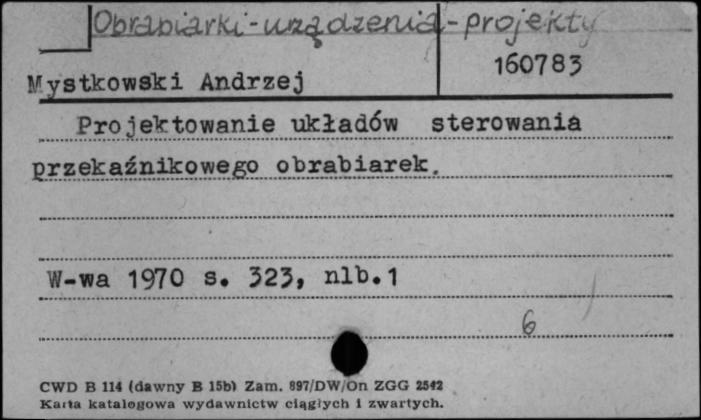 Obrabiarki-urządzenia-projekty
160783
Mystkowski Andrzej
Projektowanie układów sterowania
przekaźnikowego obrabiarek.
W-wa 1970 s. 323, nlb.1
6
CWD B 114 (dawny B 15b) Zam. 897/DW/On ZGG 2542
Karta katalogowa wydawnictw ciągłych i zwartych.